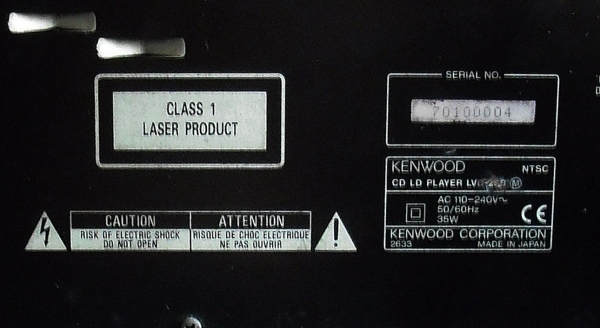 CLASS 1
LASER PRODUCT
SERIAL NO.
70100004
KENWOOD NTSC
CD LD PLAYER M
AC 110-240V~
50/60Hz
35W
CE
KENWOOD CORPORATION
2633 MADE IN JAPAN
CAUTION
RISK OF ELECTRIC SHOCK
DO NOT OPEN
ATTENTION
RISQUE DE CHOC ELECTRIQUE
NE PAS OUVRIR